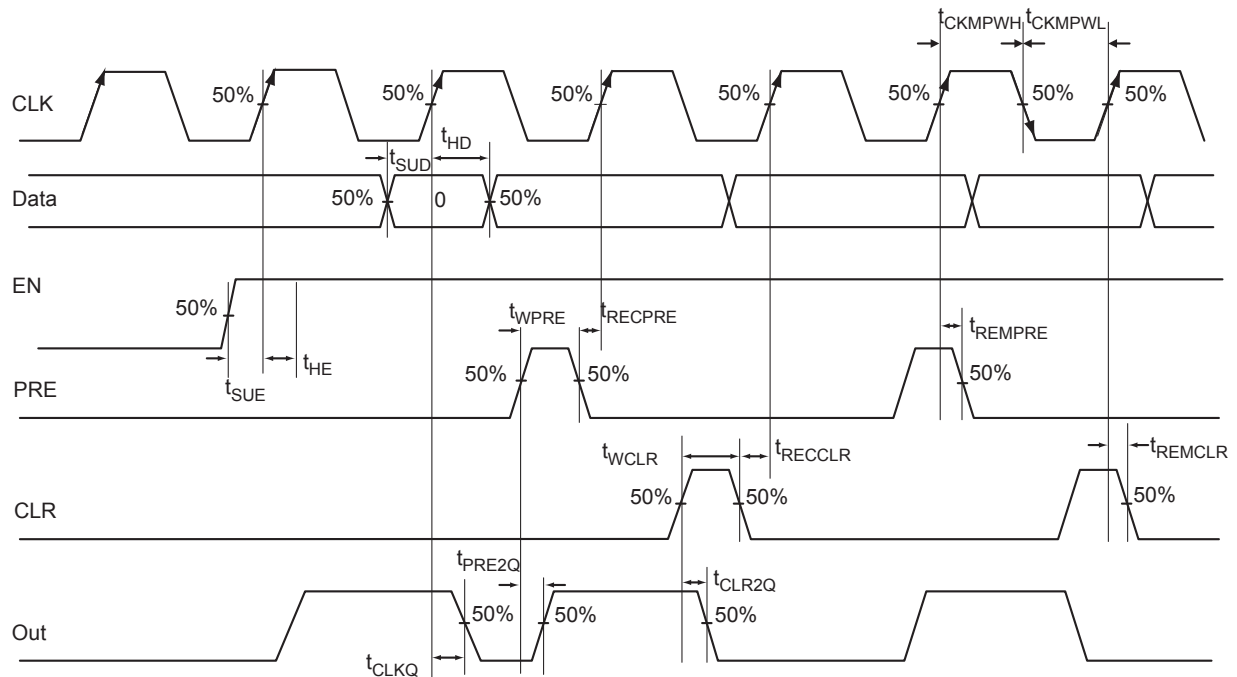 tCKMPWH tCKMPWL
CLK 50% 50% 50% 50% 50% 50% 50%
tSUD tHD
Data 50% 0 50%
EN
50%
tSUE tHE
tWPRE tRECPRE tREMPRE
PRE 50% 50% 50%
tWCLR tRECCLR tREMCLR
CLR 50% 50% 50%
tPRE2Q tCLR2Q
Out 50% 50% 50%
tCLKQ